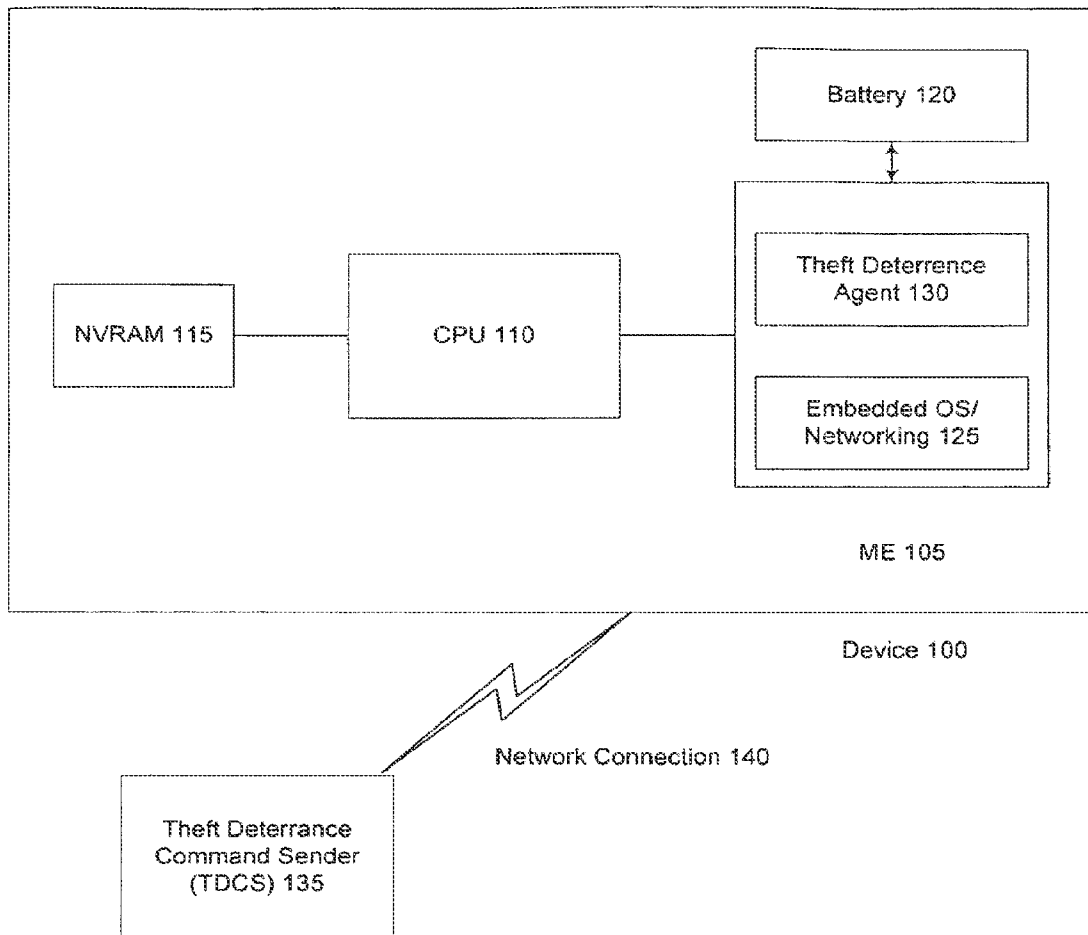 Battery 120
Theft Deterrence
Agent 130
NVRAM 115
CPU 110
Embedded OS/
Networking 125
ME 105
Device 100
Network Connection 140
Theft Deterrance
Command Sender
(TDCS) 135